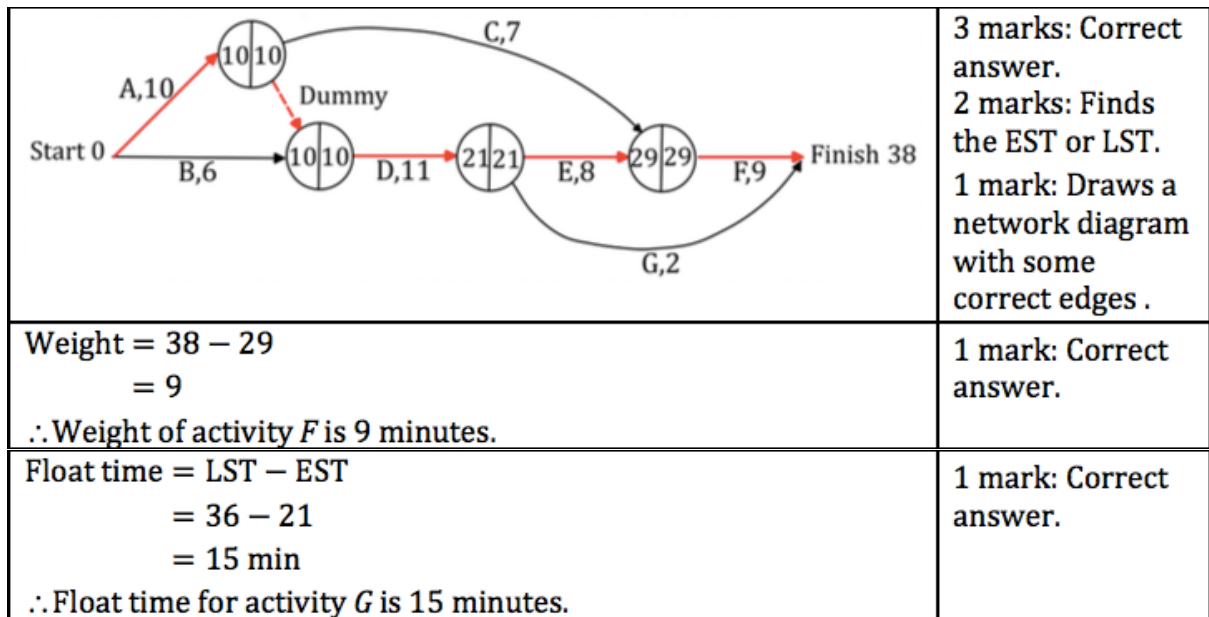 C,7
10 10
A,10
Dummy
Start 0
B,6
10 10
D,11
21 21
E,8
29 29
F,9
Finish 38
G,2
3 marks: Correct
answer.
2 marks: Finds
the EST or LST.
1 mark: Draws a
network diagram
with some
correct edges .
Weight = 38 − 29
= 9
∴Weight of activity F is 9 minutes.
1 mark: Correct
answer.
Float time = LST − EST
= 36 − 21
= 15 min
∴Float time for activity G is 15 minutes.
1 mark: Correct
answer.